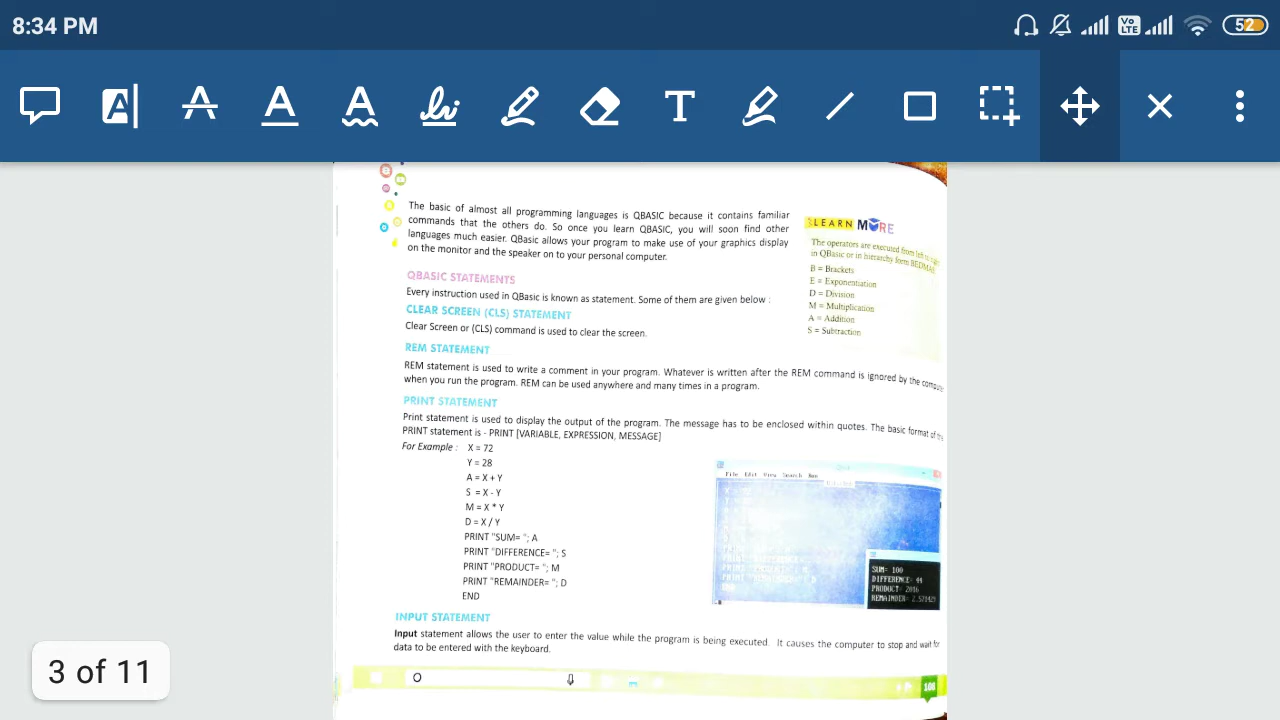 8:34 PM
Vo LTE
52
T
The basic of almost all programming languages is QBASIC because it contains familiar
commands that the others do. So once you learn QBASIC, you will soon find other
languages much easier. QBasic allows your program to make use of your graphics display
on the monitor and the speaker on to your personal computer.
LEARN MORE
The operators are executed from left to
in QBasic or in hierarchy form BEDMAS
B = Brackets
E = Exponentiation
D = Division
M = Multiplication
A = Addition
S = Subtraction
QBASIC STATEMENTS
Every instruction used in QBasic is known as statement. Some of them are given below :
CLEAR SCREEN (CLS) STATEMENT
Clear Screen or (CLS) command is used to clear the screen.
REM STATEMENT
REM statement is used to write a comment in your program. Whatever is written after the REM command is ignored by the computer
when you run the program. REM can be used anywhere and many times in a program.
PRINT STATEMENT
Print statement is used to display the output of the program. The message has to be enclosed within quotes. The basic format of the
PRINT statement is - PRINT [VARIABLE, EXPRESSION, MESSAGE]
For Example : X = 72
Y = 28
A = X + Y
S = X - Y
M = X * Y
D = X / Y
PRINT "SUM= "; A
PRINT "DIFFERENCE= "; S
PRINT "PRODUCT= "; M
PRINT "REMAINDER= "; D
END
File Edit View Search Run
SUM= 100
DIFFERENCE= 44
PRODUCT= 2016
REMAINDER= 2.571429
INPUT STATEMENT
Input statement allows the user to enter the value while the program is being executed. It causes the computer to stop and wait for
data to be entered with the keyboard.
108
3 of 11